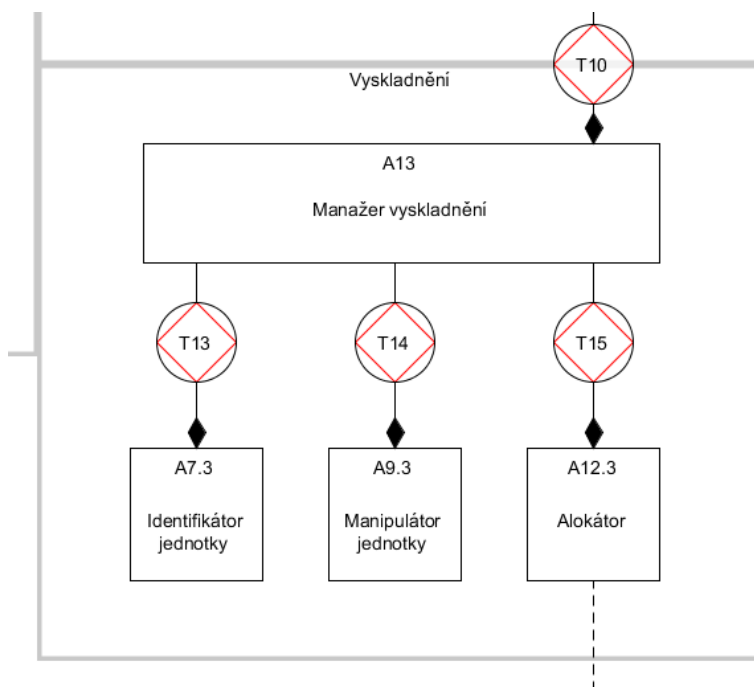 T10
Vyskladnění
A13
Manažer vyskladnění
T13
T14
T15
A7.3
Identifikátor
jednotky
A9.3
Manipulátor
jednotky
A12.3
Alokátor